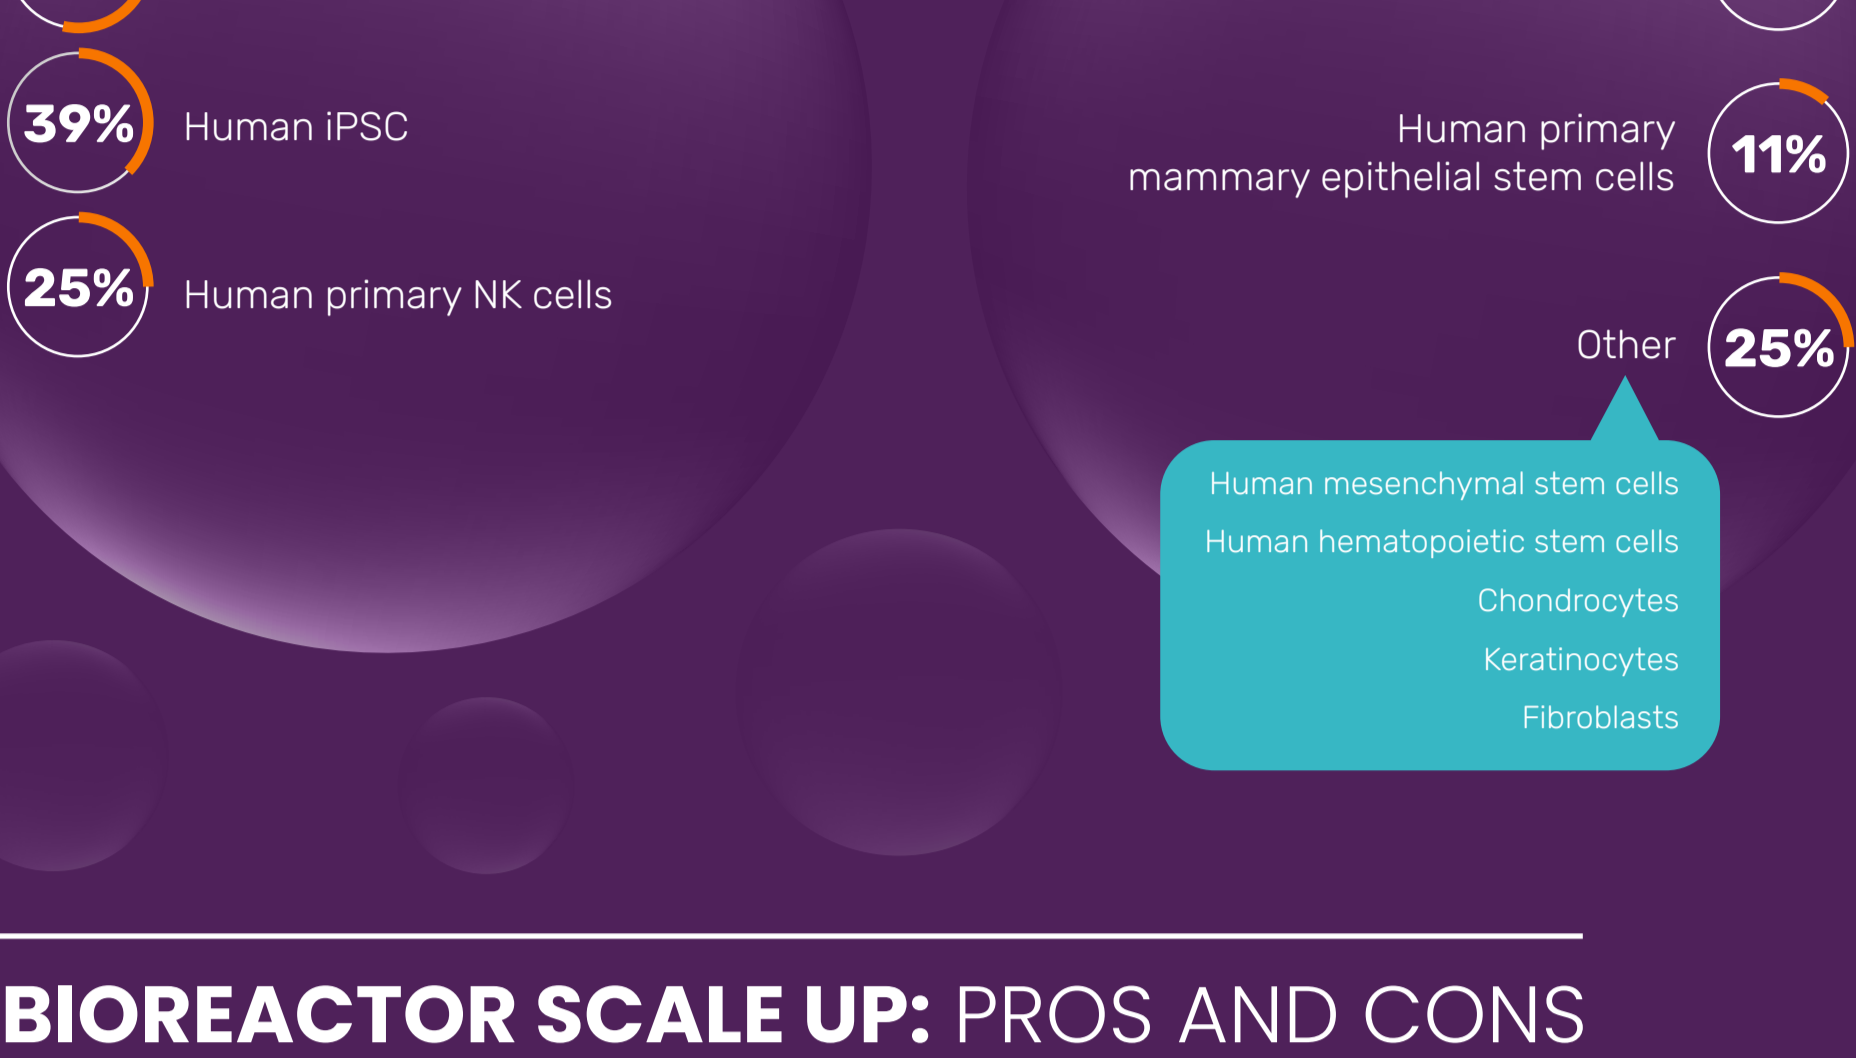 39%
Human iPSC
25%
Human primary NK cells
Human primary
mammary epithelial stem cells
11%
Other
25%
Human mesenchymal stem cells
Human hematopoietic stem cells
Chondrocytes
Keratinocytes
Fibroblasts
BIOREACTOR SCALE UP: PROS AND CONS